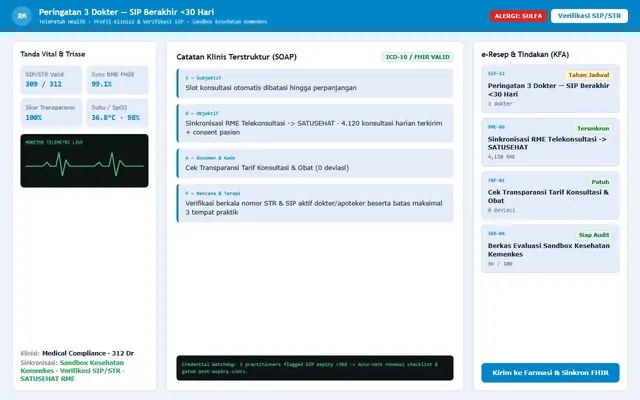 RM
Peringatan 3 Dokter — SIP Berakhir <30 Hari
TelePatuh Health · Profil Klinisi & Verifikasi SIP · Sandbox Kesehatan Kemenkes
ALERGI: SULFA
Verifikasi SIP/STR
Tanda Vital & Triase
SIP/STR Valid
309 / 312
Sync RME FHIR
99.1%
Skor Transparansi
100%
Suhu / SpO2
36.8°C · 98%
MONITOR TELEMETRI LIVE
Klinisi: Medical Compliance · 312 Dr
Sinkronisasi: Sandbox Kesehatan
Kemenkes · Verifikasi SIP/STR ·
SATUSEHAT RME
Catatan Klinis Terstruktur (SOAP)
ICD-10 / FHIR VALID
S — Subjektif
Slot konsultasi otomatis dibatasi hingga perpanjangan
O — Objektif
Sinkronisasi RME Telekonsultasi -> SATUSEHAT · 4.120 konsultasi harian terkirim
+ consent pasien
A — Asesmen & Kode
Cek Transparansi Tarif Konsultasi & Obat (0 deviasi)
P — Rencana & Terapi
Verifikasi berkala nomor STR & SIP aktif dokter/apoteker beserta batas maksimal
3 tempat praktik
Credential Watchdog: 3 practitioners flagged SIP expiry <30d -> Auto-sent renewal checklist &
gated post-expiry slots.
e-Resep & Tindakan (KFA)
SIP-12
Tahan Jadwal
Peringatan 3 Dokter — SIP Berakhir
<30 Hari
3 dokter
RME-80
Tersinkron
Sinkronisasi RME Telekonsultasi ->
SATUSEHAT
4,120 RME
TRF-02
Patuh
Cek Transparansi Tarif Konsultasi &
Obat
0 deviasi
SBX-04
Siap Audit
Berkas Evaluasi Sandbox Kesehatan
Kemenkes
/ 100
Kirim ke Farmasi & Sinkron FHIR